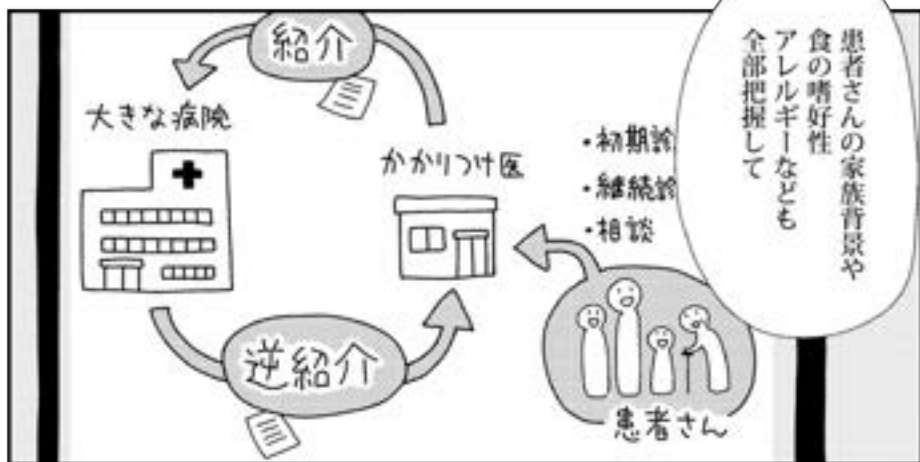 患者さんの家族背景や
食の嗜好性
アレルギーなども
全部把握して
紹介
大きな病院
かかりつけ医
・初期診
・継続診
・相談
逆紹介
患者さん